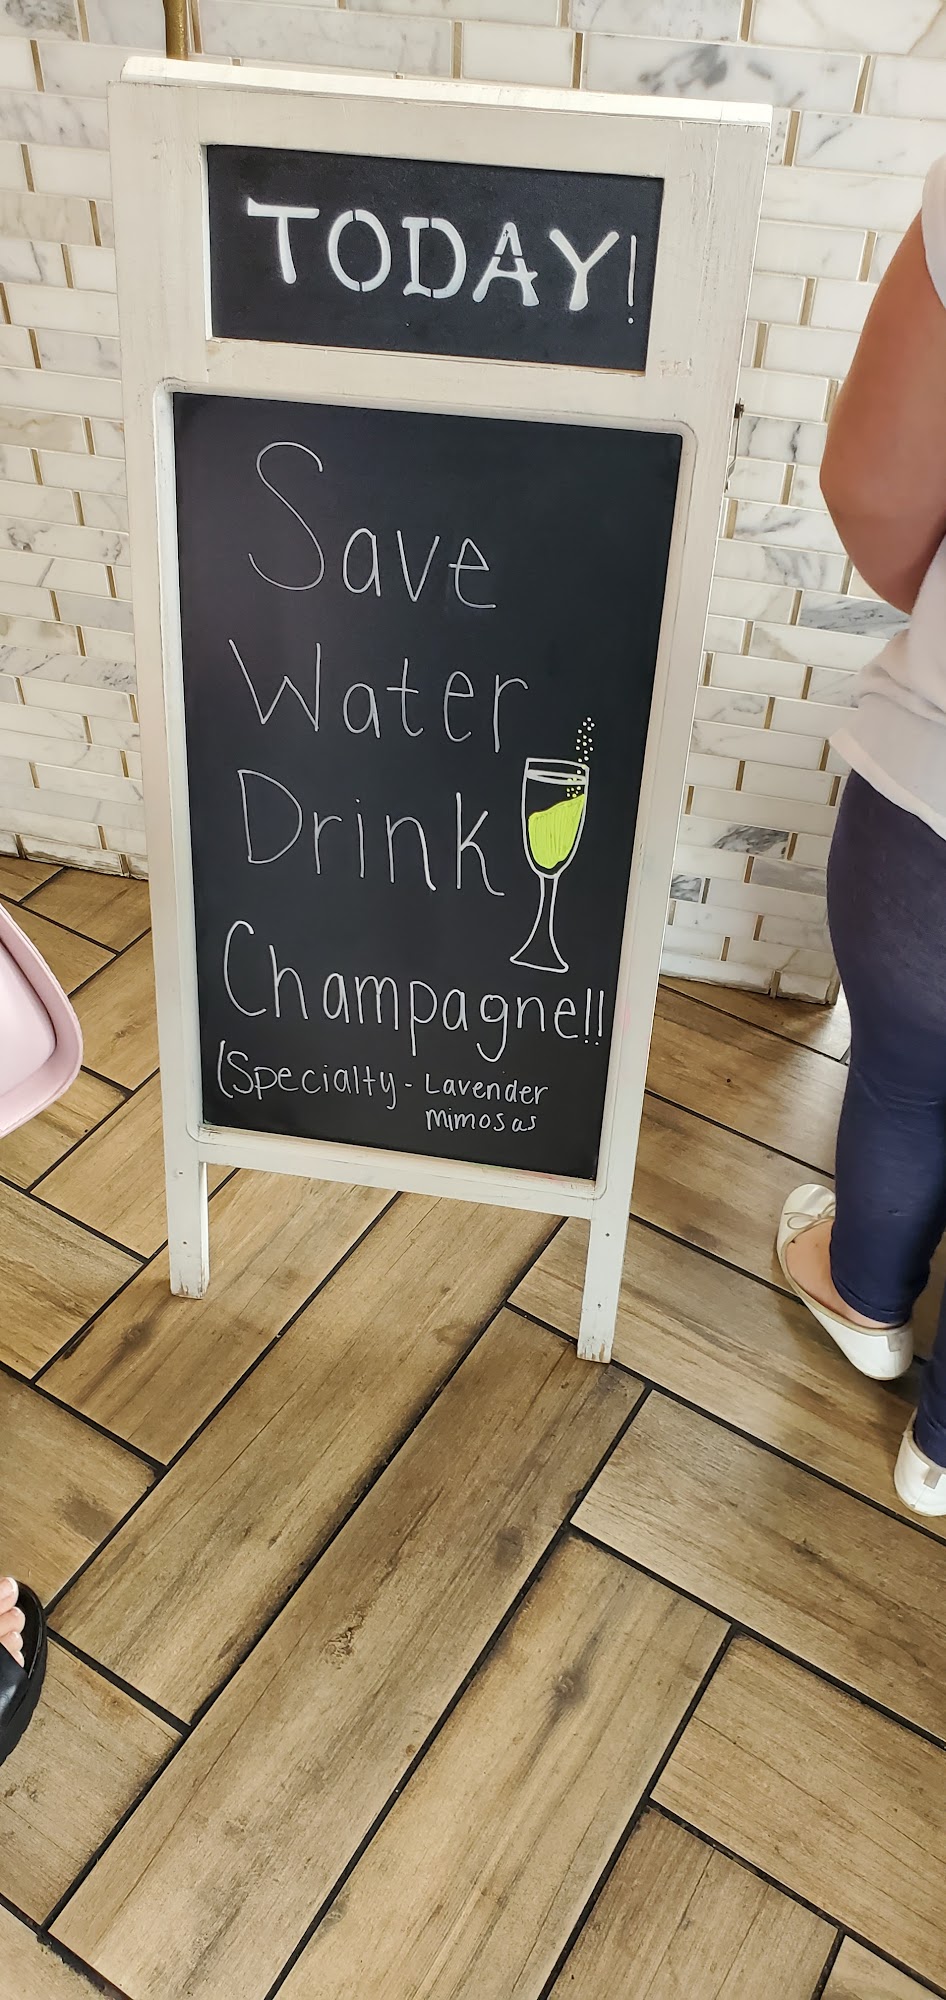 TODAY!
Save
Water
Drink
Champagne!!
(Specialty - Lavender
mimosas